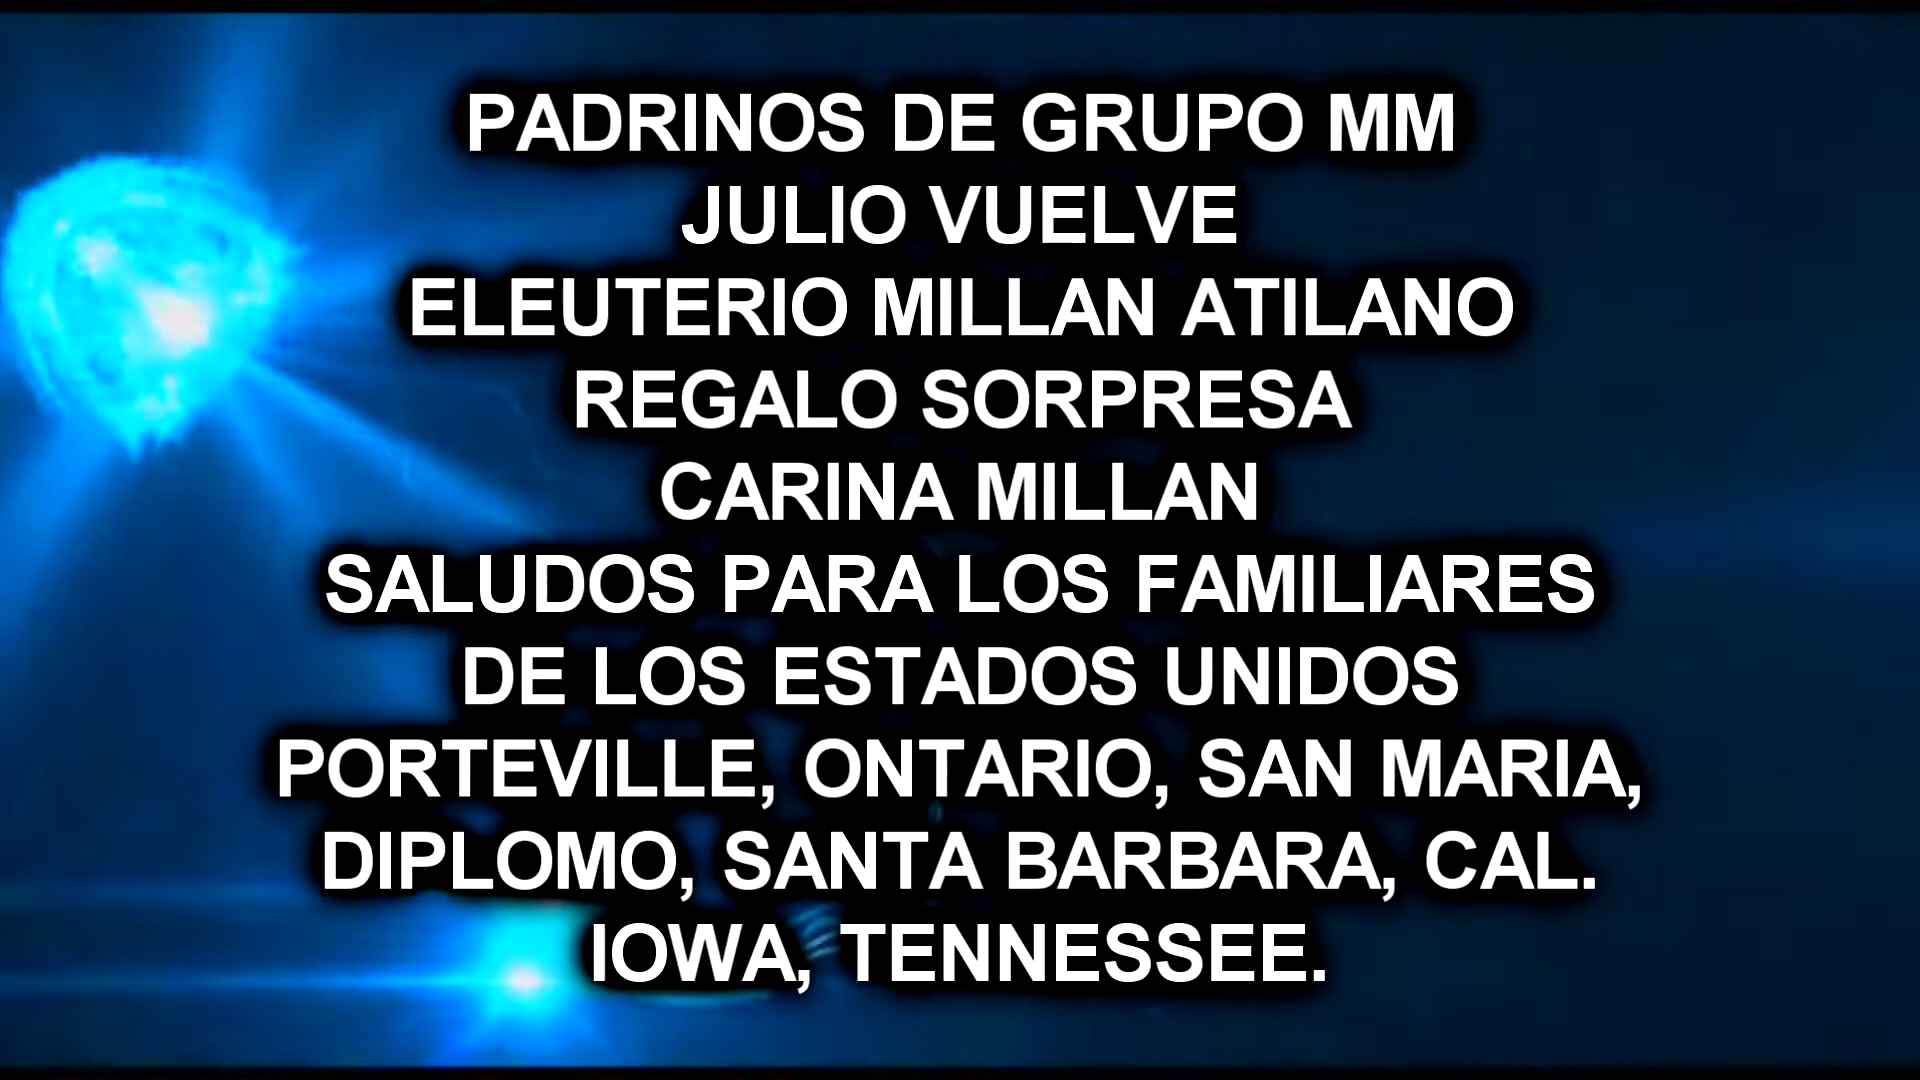 PADRINOS DE GRUPO MM
JULIO VUELVE
ELEUTERIO MILLAN ATILANO
REGALO SORPRESA
CARINA MILLAN
SALUDOS PARA LOS FAMILIARES
DE LOS ESTADOS UNIDOS
PORTEVILLE, ONTARIO, SAN MARIA,
DIPLOMO, SANTA BARBARA, CAL.
IOWA, TENNESSEE.